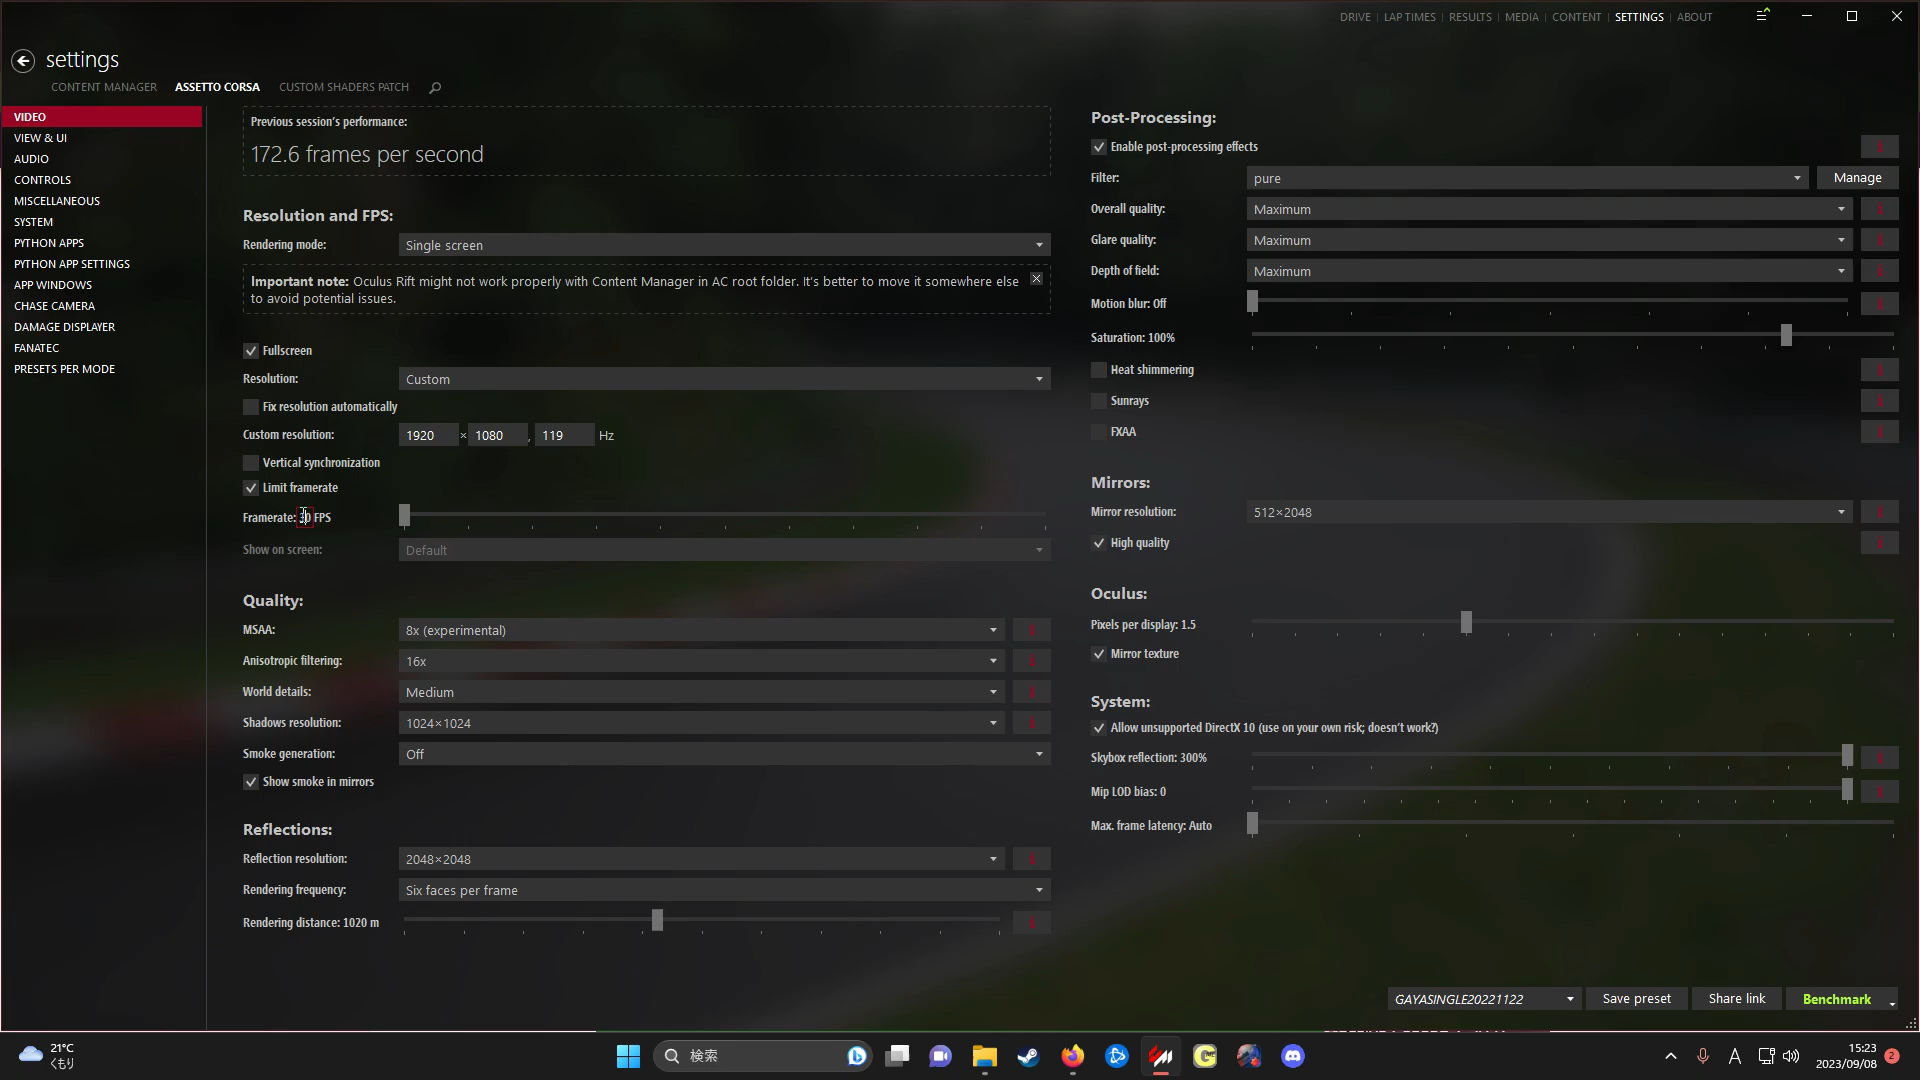 DRIVE | LAP TIMES | RESULTS | MEDIA | CONTENT | SETTINGS | ABOUT
settings
CONTENT MANAGER ASSETTO CORSA CUSTOM SHADERS PATCH
VIDEO
VIEW & UI
AUDIO
CONTROLS
MISCELLANEOUS
SYSTEM
PYTHON APPS
PYTHON APP SETTINGS
APP WINDOWS
CHASE CAMERA
DAMAGE DISPLAYER
FANATEC
PRESETS PER MODE
Previous session's performance:
172.6 frames per second
Resolution and FPS:
Rendering mode: Single screen
Important note: Oculus Rift might not work properly with Content Manager in AC root folder. It's better to move it somewhere else
to avoid potential issues.
Fullscreen
Resolution: Custom
Fix resolution automatically
Custom resolution: 1920 × 1080 , 119 Hz
Vertical synchronization
Limit framerate
Framerate: FPS
Show on screen: Default
Quality:
MSAA: 8x (experimental)
Anisotropic filtering: 16x
World details: Medium
Shadows resolution: 1024×1024
Smoke generation: Off
Show smoke in mirrors
Reflections:
Reflection resolution: 2048×2048
Rendering frequency: Six faces per frame
Rendering distance: 1020 m
Post-Processing:
Enable post-processing effects
Filter: pure Manage
Overall quality: Maximum
Glare quality: Maximum
Depth of field: Maximum
Motion blur: Off
Saturation: 100%
Heat shimmering
Sunrays
FXAA
Mirrors:
Mirror resolution: 512×2048
High quality
Oculus:
Pixels per display: 1.5
Mirror texture
System:
Allow unsupported DirectX 10 (use on your own risk; doesn't work?)
Skybox reflection: 300%
Mip LOD bias: 0
Max. frame latency: Auto
GAYASINGLE20221122 Save preset Share link Benchmark
21°C
くもり
検索
A
15:23
2023/09/08
2